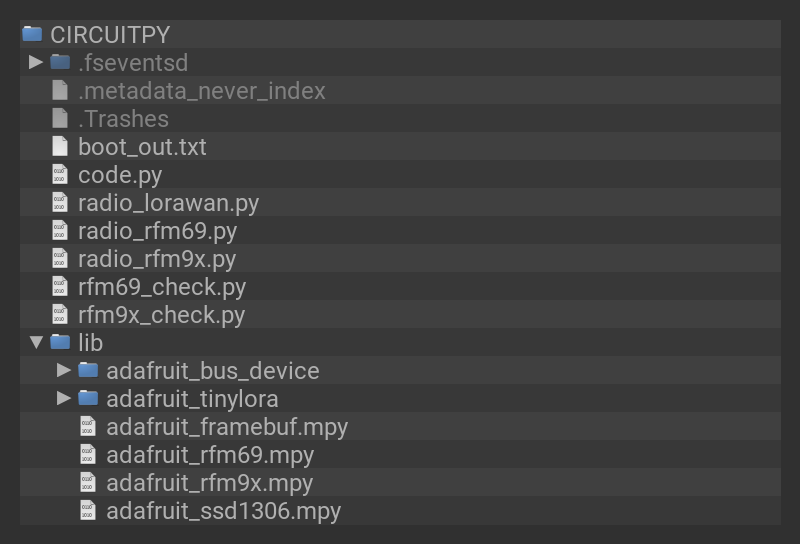 CIRCUITPY
.fseventsd
.metadata_never_index
.Trashes
boot_out.txt
code.py
radio_lorawan.py
radio_rfm69.py
radio_rfm9x.py
rfm69_check.py
rfm9x_check.py
lib
adafruit_bus_device
adafruit_tinylora
adafruit_framebuf.mpy
adafruit_rfm69.mpy
adafruit_rfm9x.mpy
adafruit_ssd1306.mpy